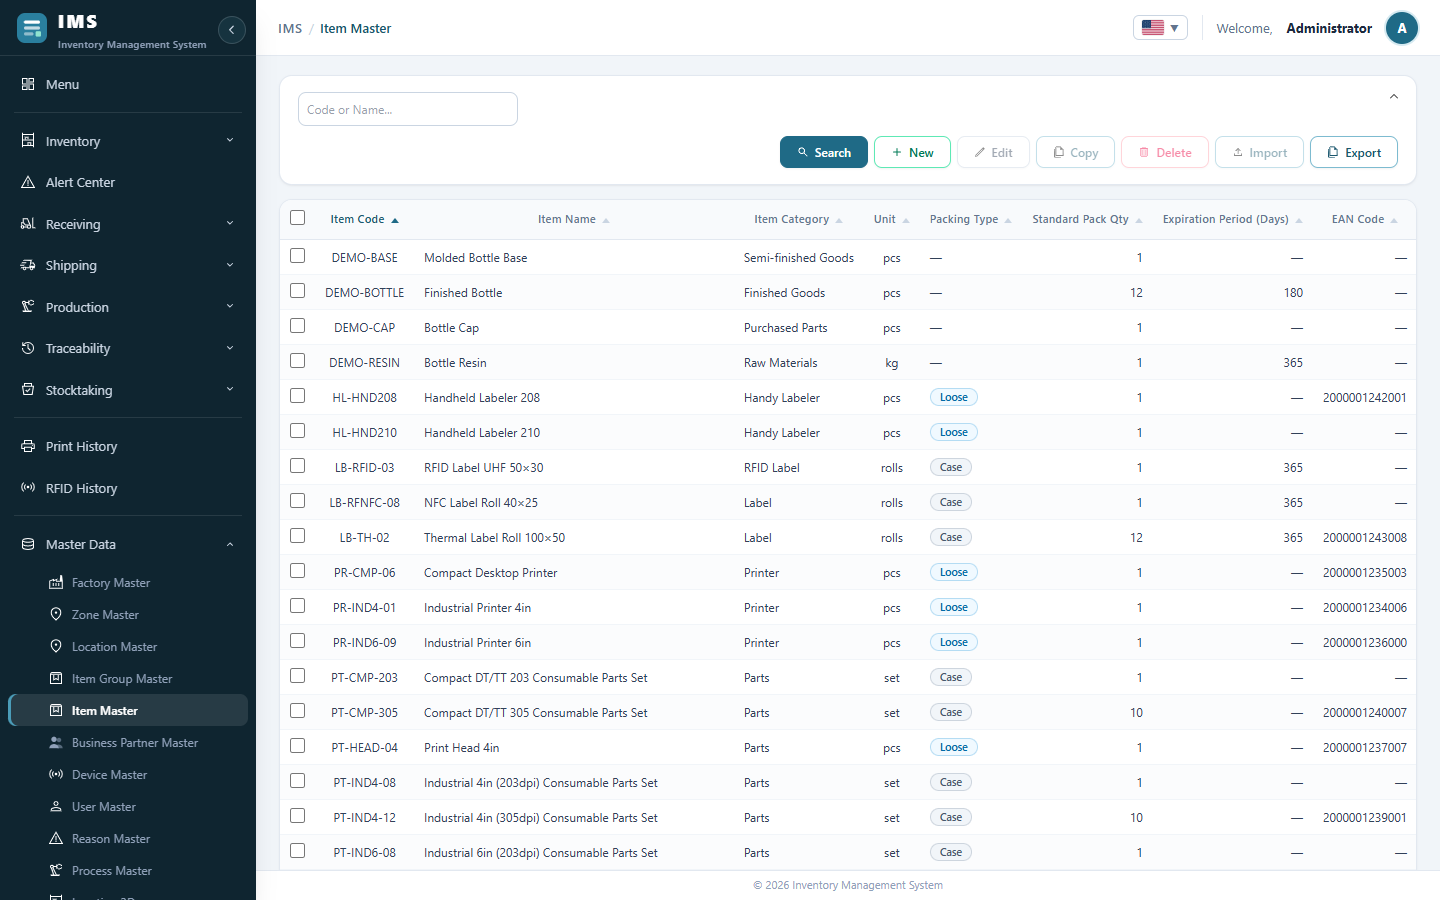 IMS
Inventory Management System
IMS / Item Master
Welcome, Administrator A
Menu
Inventory
Alert Center
Receiving
Shipping
Production
Traceability
Stocktaking
Print History
RFID History
Master Data
Factory Master
Zone Master
Location Master
Item Group Master
Item Master
Business Partner Master
Device Master
User Master
Reason Master
Process Master
Code or Name...
Search New Edit Copy Delete Import Export
Item Code Item Name Item Category Unit Packing Type Standard Pack Qty Expiration Period (Days) EAN Code
DEMO-BASE Molded Bottle Base Semi-finished Goods pcs — 1 — —
DEMO-BOTTLE Finished Bottle Finished Goods pcs — 12 180 —
DEMO-CAP Bottle Cap Purchased Parts pcs — 1 — —
DEMO-RESIN Bottle Resin Raw Materials kg — 1 365 —
HL-HND208 Handheld Labeler 208 Handy Labeler pcs Loose 1 — 2000001242001
HL-HND210 Handheld Labeler 210 Handy Labeler pcs Loose 1 — —
LB-RFID-03 RFID Label UHF 50×30 RFID Label rolls Case 1 365 —
LB-RFNFC-08 NFC Label Roll 40×25 Label rolls Case 1 365 —
LB-TH-02 Thermal Label Roll 100×50 Label rolls Case 12 365 2000001243008
PR-CMP-06 Compact Desktop Printer Printer pcs Loose 1 — 2000001235003
PR-IND4-01 Industrial Printer 4in Printer pcs Loose 1 — 2000001234006
PR-IND6-09 Industrial Printer 6in Printer pcs Loose 1 — 2000001236000
PT-CMP-203 Compact DT/TT 203 Consumable Parts Set Parts set Case 1 — —
PT-CMP-305 Compact DT/TT 305 Consumable Parts Set Parts set Case 10 — 2000001240007
PT-HEAD-04 Print Head 4in Parts pcs Loose 1 — 2000001237007
PT-IND4-08 Industrial 4in (203dpi) Consumable Parts Set Parts set Case 1 — —
PT-IND4-12 Industrial 4in (305dpi) Consumable Parts Set Parts set Case 10 — 2000001239001
PT-IND6-08 Industrial 6in (203dpi) Consumable Parts Set Parts set Case 1 — —
© 2026 Inventory Management System